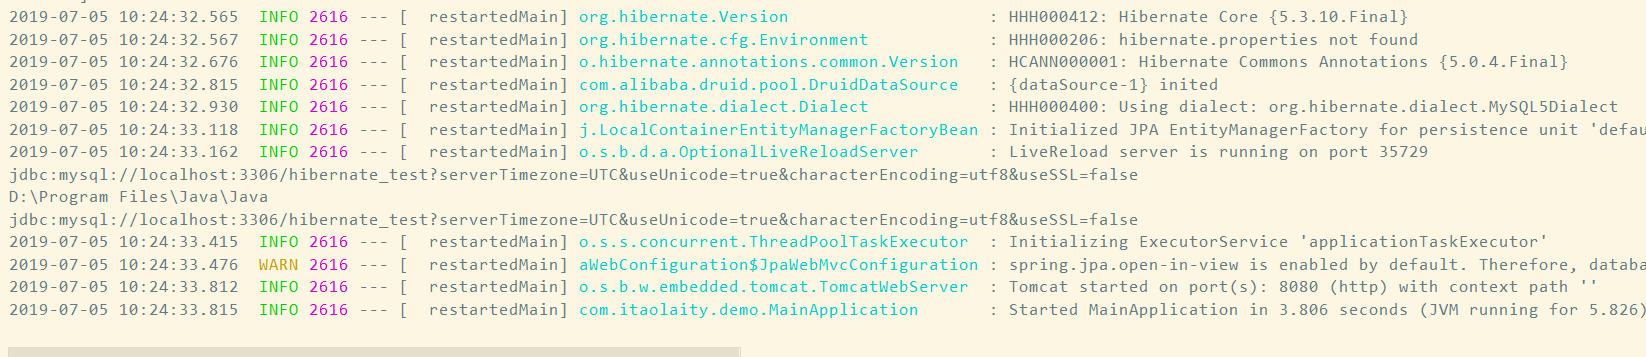 2019-07-05 10:24:32.565  INFO 2616 --- [  restartedMain] org.hibernate.Version                    : HHH000412: Hibernate Core {5.3.10.Final}
2019-07-05 10:24:32.567  INFO 2616 --- [  restartedMain] org.hibernate.cfg.Environment            : HHH000206: hibernate.properties not found
2019-07-05 10:24:32.676  INFO 2616 --- [  restartedMain] o.hibernate.annotations.common.Version   : HCANN000001: Hibernate Commons Annotations {5.0.4.Final}
2019-07-05 10:24:32.815  INFO 2616 --- [  restartedMain] com.alibaba.druid.pool.DruidDataSource   : {dataSource-1} inited
2019-07-05 10:24:32.930  INFO 2616 --- [  restartedMain] org.hibernate.dialect.Dialect            : HHH000400: Using dialect: org.hibernate.dialect.MySQL5Dialect
2019-07-05 10:24:33.118  INFO 2616 --- [  restartedMain] j.LocalContainerEntityManagerFactoryBean : Initialized JPA EntityManagerFactory for persistence unit 'defau
2019-07-05 10:24:33.162  INFO 2616 --- [  restartedMain] o.s.b.d.a.OptionalLiveReloadServer       : LiveReload server is running on port 35729
jdbc:mysql://localhost:3306/hibernate_test?serverTimezone=UTC&useUnicode=true&characterEncoding=utf8&useSSL=false
D:\Program Files\Java\Java
jdbc:mysql://localhost:3306/hibernate_test?serverTimezone=UTC&useUnicode=true&characterEncoding=utf8&useSSL=false
2019-07-05 10:24:33.415  INFO 2616 --- [  restartedMain] o.s.s.concurrent.ThreadPoolTaskExecutor  : Initializing ExecutorService 'applicationTaskExecutor'
2019-07-05 10:24:33.476  WARN 2616 --- [  restartedMain] aWebConfiguration$JpaWebMvcConfiguration : spring.jpa.open-in-view is enabled by default. Therefore, databa
2019-07-05 10:24:33.812  INFO 2616 --- [  restartedMain] o.s.b.w.embedded.tomcat.TomcatWebServer  : Tomcat started on port(s): 8080 (http) with context path ''
2019-07-05 10:24:33.815  INFO 2616 --- [  restartedMain] com.itaolaity.demo.MainApplication       : Started MainApplication in 3.806 seconds (JVM running for 5.826)